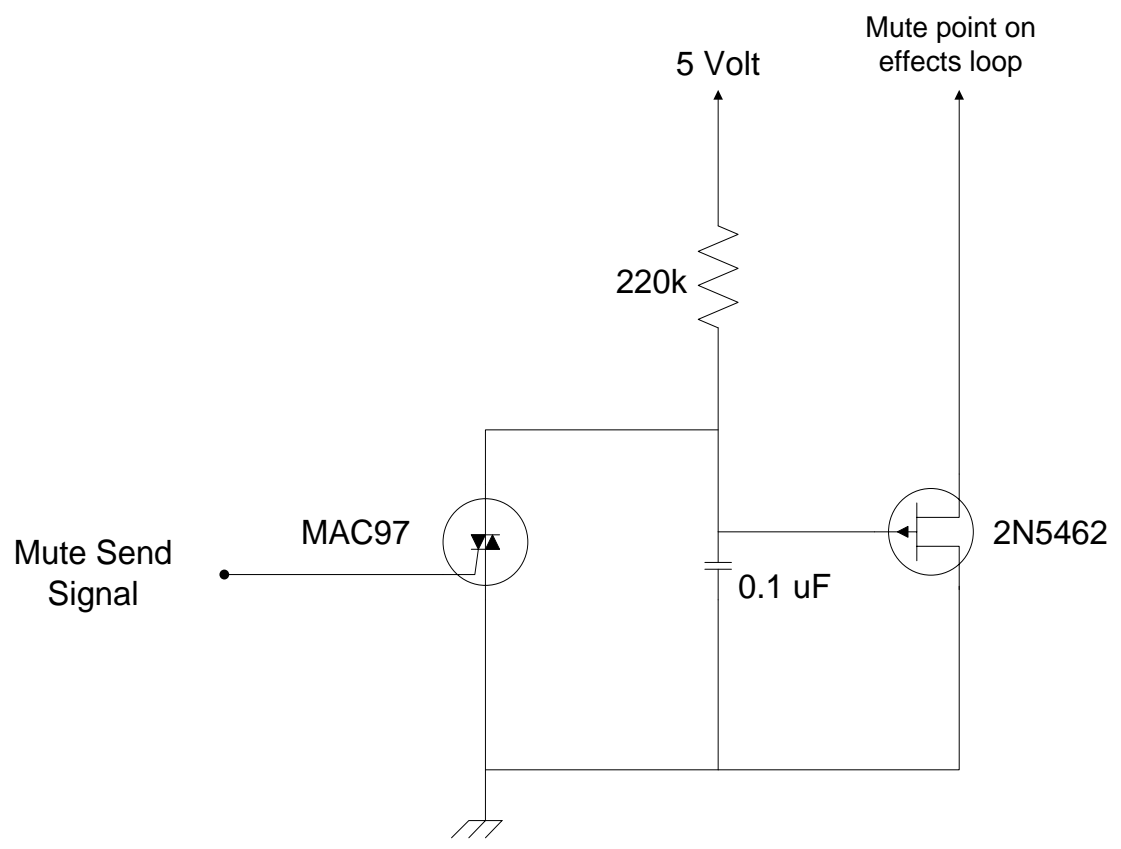 Mute point on
effects loop
5 Volt
220k
MAC97
2N5462
Mute Send
Signal
0.1 uF